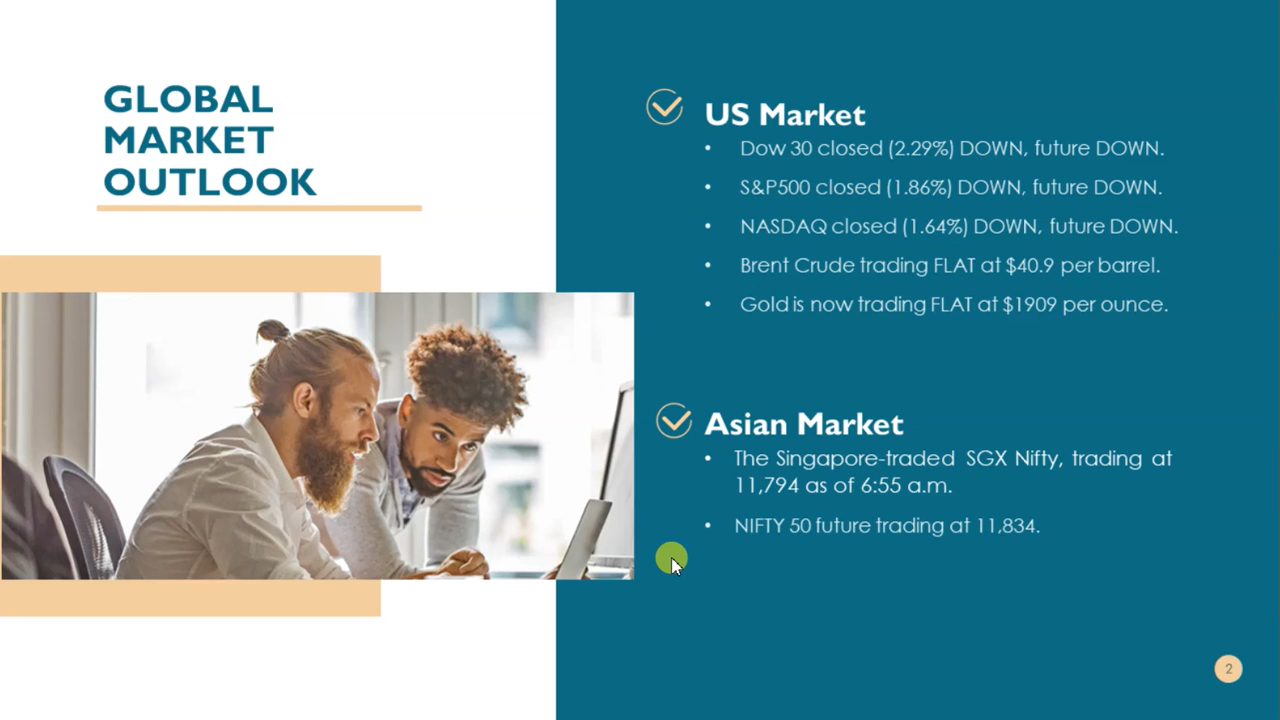 GLOBAL
MARKET
OUTLOOK
US Market
• Dow 30 closed (2.29%) DOWN, future DOWN.
• S&P500 closed (1.86%) DOWN, future DOWN.
• NASDAQ closed (1.64%) DOWN, future DOWN.
• Brent Crude trading FLAT at $40.9 per barrel.
• Gold is now trading FLAT at $1909 per ounce.
Asian Market
• The Singapore-traded SGX Nifty, trading at
11,794 as of 6:55 a.m.
• NIFTY 50 future trading at 11,834.
2